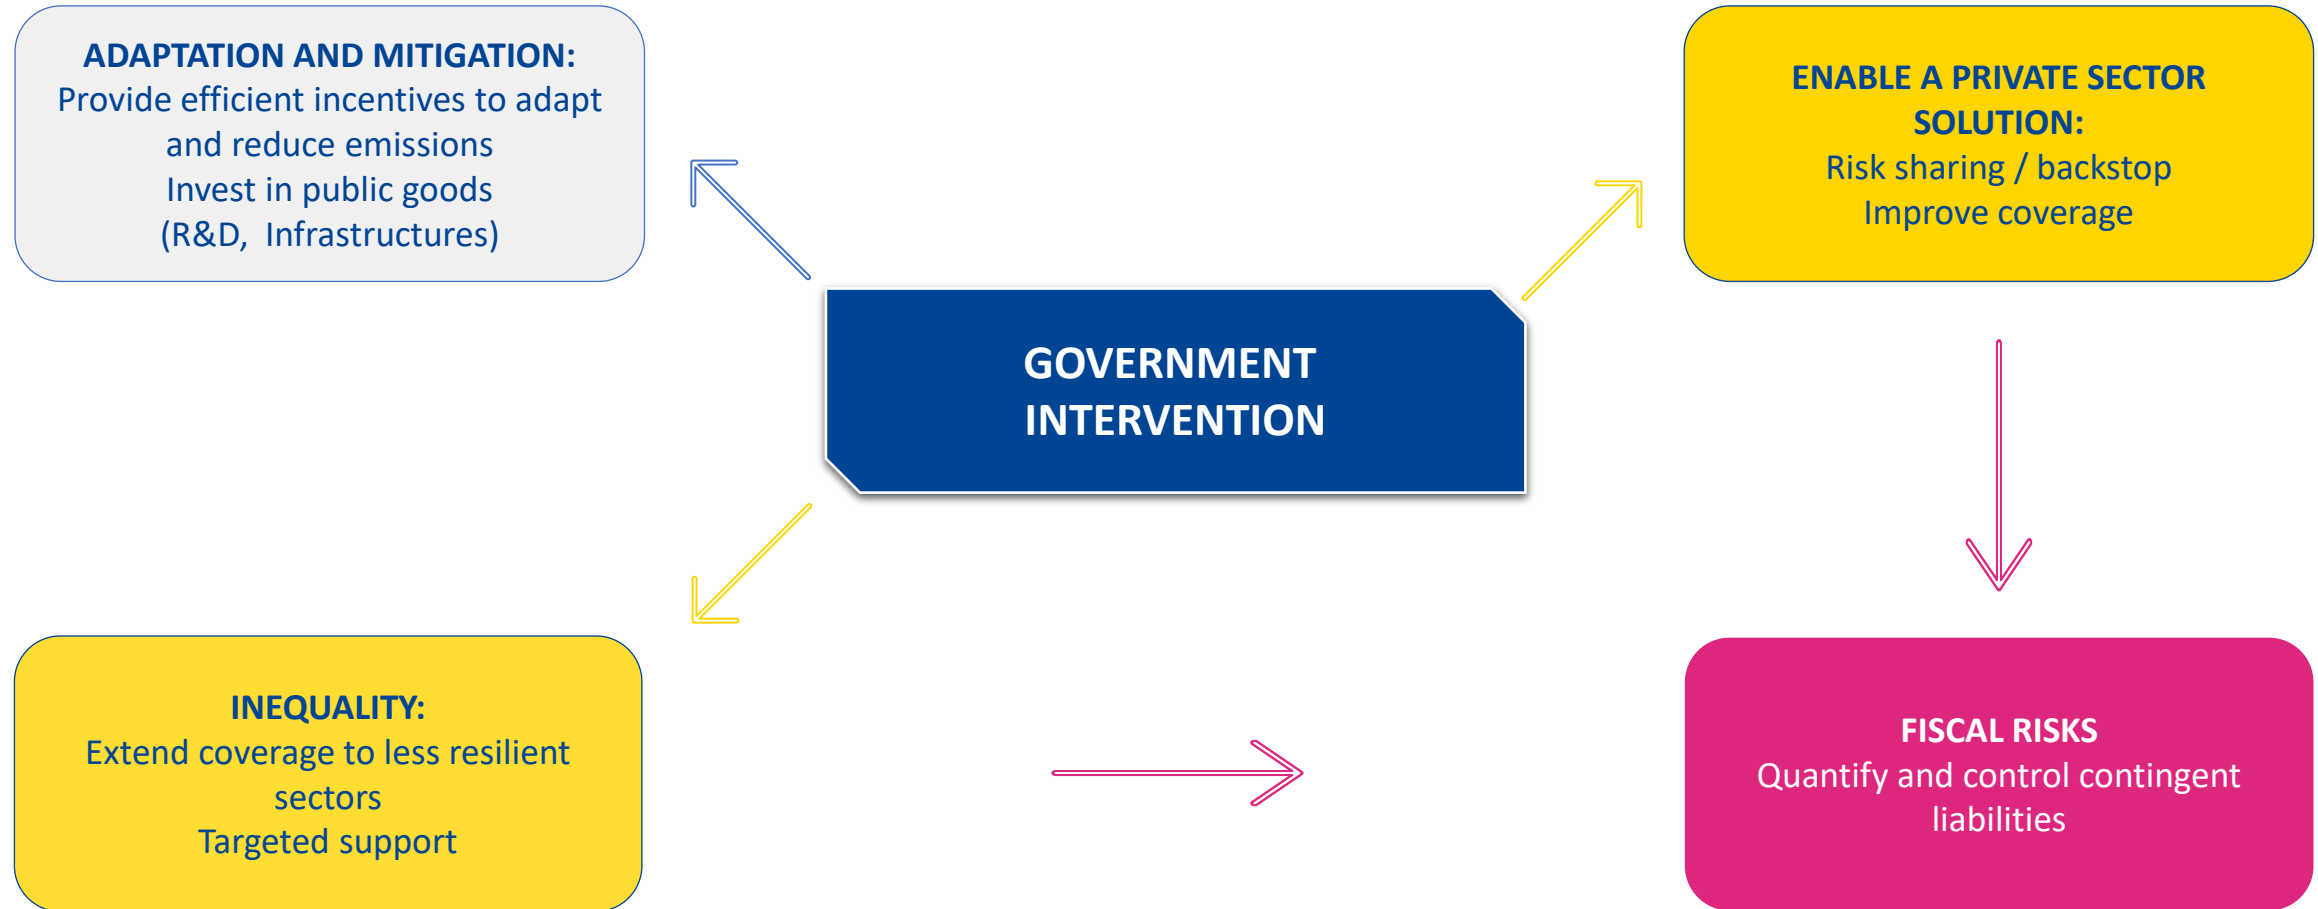 ADAPTATION AND MITIGATION:
Provide efficient incentives to adapt
and reduce emissions
Invest in public goods
(R&D, Infrastructures)
ENABLE A PRIVATE SECTOR
SOLUTION:
Risk sharing / backstop
Improve coverage
GOVERNMENT
INTERVENTION
INEQUALITY:
Extend coverage to less resilient
sectors
Targeted support
FISCAL RISKS
Quantify and control contingent
liabilities